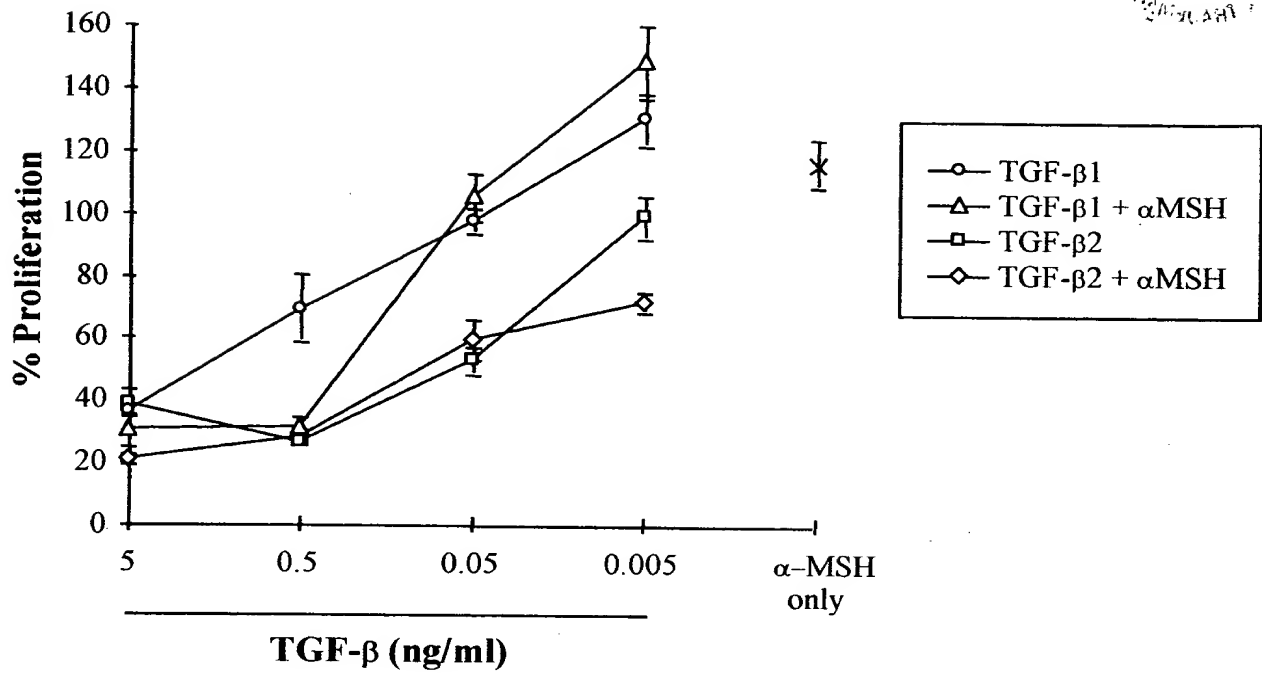 160
140
120
100
80
60
40
20
0
% Proliferation
5 0.5 0.05 0.005 α–MSH only
TGF-β (ng/ml)
TGF-β1
TGF-β1 + αMSH
TGF-β2
TGF-β2 + αMSH